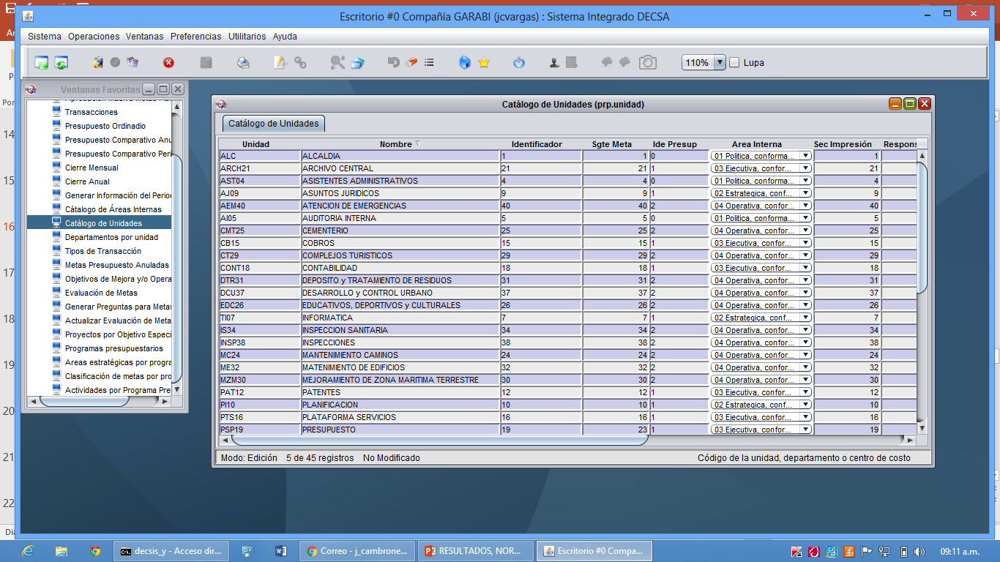 Escritorio #0 Compañía GARABI (jcvargas) : Sistema Integrado DECSA
Sistema Operaciones Ventanas Preferencias Utilitarios Ayuda
110% Lupa
Ventanas Favoritas
Transacciones
Presupuesto Ordinadio
Presupuesto Comparativo Anu
Presupuesto Comparativo Peri
Cierre Mensual
Cierre Anual
Generar Información del Period
Cátalogo de Áreas Internas
Catálogo de Unidades
Departamentos por unidad
Tipos de Transacción
Metas Presupuesto Anuladas
Objetivos de Mejora y/o Opera
Evaluación de Metas
Generar Preguntas para Metas
Actualizar Evaluación de Meta
Proyectos por Objetivo Especi
Programas presupuestarios
Areas estratégicas por progra
Clasificación de metas por pro
Actividades por Programa Pres
14
15
16
17
18
19
20
21
22
Catálogo de Unidades (prp.unidad)
Catálogo de Unidades
Unidad Nombre Identificador Sgte Meta Ide Presup Area Interna Sec Impresión Respons
ALC ALCALDIA 1 1 0 01 Politica, conforma... 1
ARCH21 ARCHIVO CENTRAL 21 21 1 03 Ejecutiva, confor... 21
AST04 ASISTENTES ADMINISTRATIVOS 4 4 0 01 Politica, conforma... 4
AJ09 ASUNTOS JURIDICOS 9 9 1 02 Estrategica, conf... 9
AEM40 ATENCION DE EMERGENCIAS 40 40 2 04 Operativa, confor... 40
AI05 AUDITORIA INTERNA 5 5 0 01 Politica, conforma... 5
CMT25 CEMENTERIO 25 25 2 04 Operativa, confor... 25
CB15 COBROS 15 15 1 03 Ejecutiva, confor... 15
CT29 COMPLEJOS TURISTICOS 29 29 2 04 Operativa, confor... 29
CONT18 CONTABILIDAD 18 18 1 03 Ejecutiva, confor... 18
DTR31 DEPOSITO y TRATAMIENTO DE RESIDUOS 31 31 2 04 Operativa, confor... 31
DCU37 DESARROLLO y CONTROL URBANO 37 37 2 04 Operativa, confor... 37
EDC26 EDUCATIVOS, DEPORTIVOS y CULTURALES 26 26 2 04 Operativa, confor... 26
TI07 INFORMATICA 7 7 1 02 Estrategica, conf... 7
IS34 INSPECCION SANITARIA 34 34 2 04 Operativa, confor... 34
INSP38 INSPECCIONES 38 38 2 04 Operativa, confor... 38
MC24 MANTENIMIENTO CAMINOS 24 24 2 04 Operativa, confor... 24
ME32 MATENIMIENTO DE EDIFICIOS 32 32 2 04 Operativa, confor... 32
MZM30 MEJORAMIENTO DE ZONA MARITIMA TERRESTRE 30 30 2 04 Operativa, confor... 30
PAT12 PATENTES 12 12 1 03 Ejecutiva, confor... 12
PI10 PLANIFICACION 10 10 1 02 Estrategica, conf... 10
PTS16 PLATAFORMA SERVICIOS 16 16 1 03 Ejecutiva, confor... 16
PSP19 PRESUPUESTO 19 23 1 03 Ejecutiva, confor... 19
Modo: Edición 5 de 45 registros No Modificado Código de la unidad, departamento o centro de costo
decsis_y - Acceso dir... Correo - j_cambrone... RESULTADOS, NOR... Escritorio #0 Compa... 09:11 a.m.